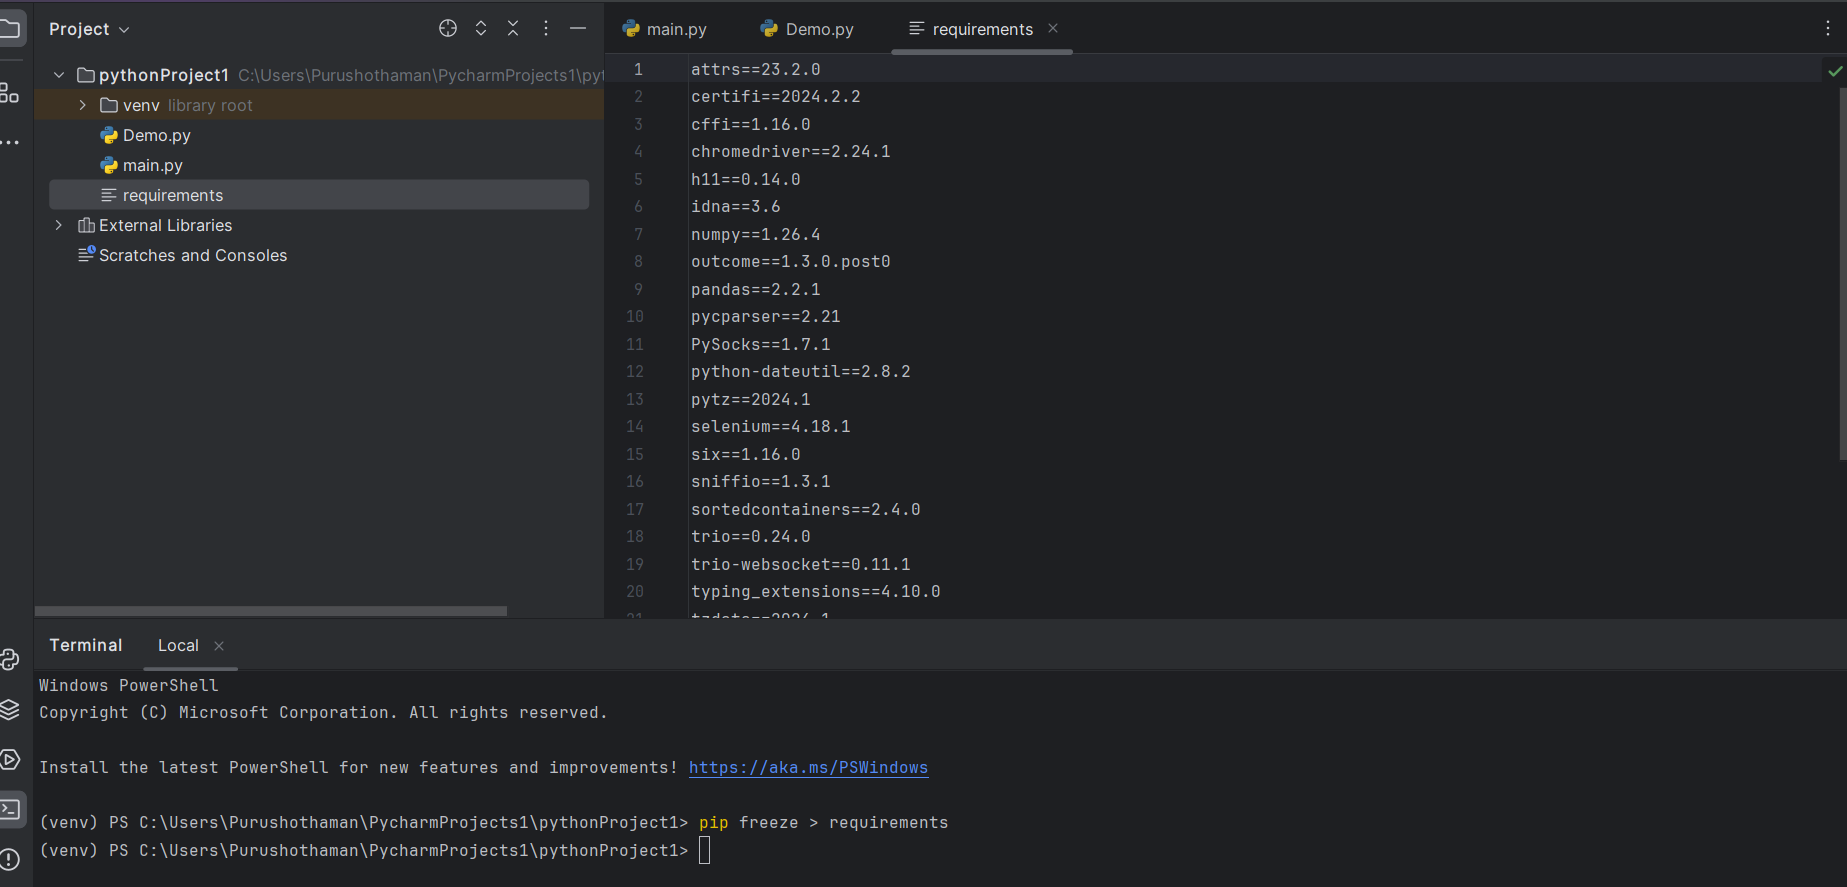 Project
pythonProject1 C:\Users\Purushothaman\PycharmProjects1\py
venv library root
Demo.py
main.py
requirements
External Libraries
Scratches and Consoles
main.py Demo.py requirements
1 attrs==23.2.0
2 certifi==2024.2.2
3 cffi==1.16.0
4 chromedriver==2.24.1
5 h11==0.14.0
6 idna==3.6
7 numpy==1.26.4
8 outcome==1.3.0.post0
9 pandas==2.2.1
10 pycparser==2.21
11 PySocks==1.7.1
12 python-dateutil==2.8.2
13 pytz==2024.1
14 selenium==4.18.1
15 six==1.16.0
16 sniffio==1.3.1
17 sortedcontainers==2.4.0
18 trio==0.24.0
19 trio-websocket==0.11.1
20 typing_extensions==4.10.0
21 tzdata==2024.1
Terminal Local
Windows PowerShell
Copyright (C) Microsoft Corporation. All rights reserved.
Install the latest PowerShell for new features and improvements! https://aka.ms/PSWindows
(venv) PS C:\Users\Purushothaman\PycharmProjects1\pythonProject1> pip freeze > requirements
(venv) PS C:\Users\Purushothaman\PycharmProjects1\pythonProject1>